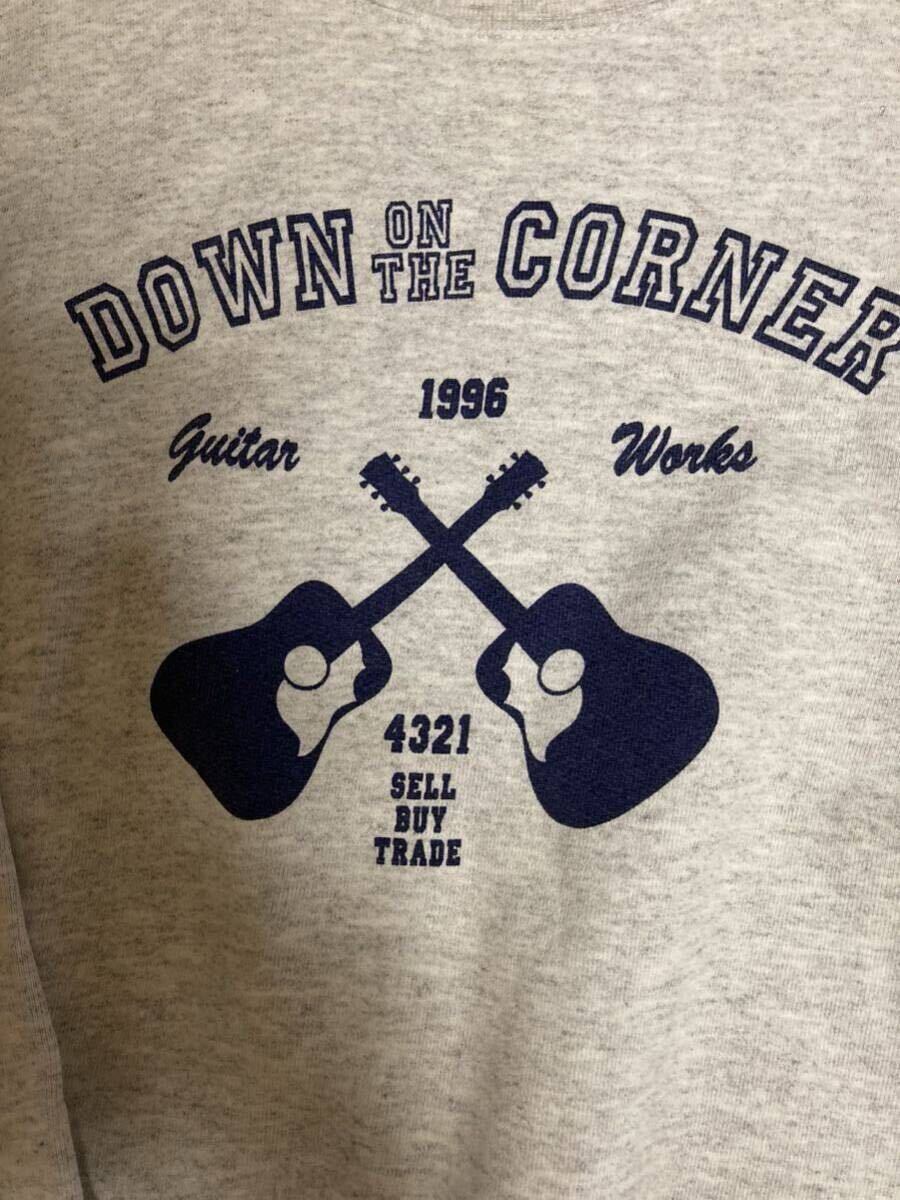 DOWN ON THE CORNER
1996
Guitar Works
4321
SELL
BUY
TRADE